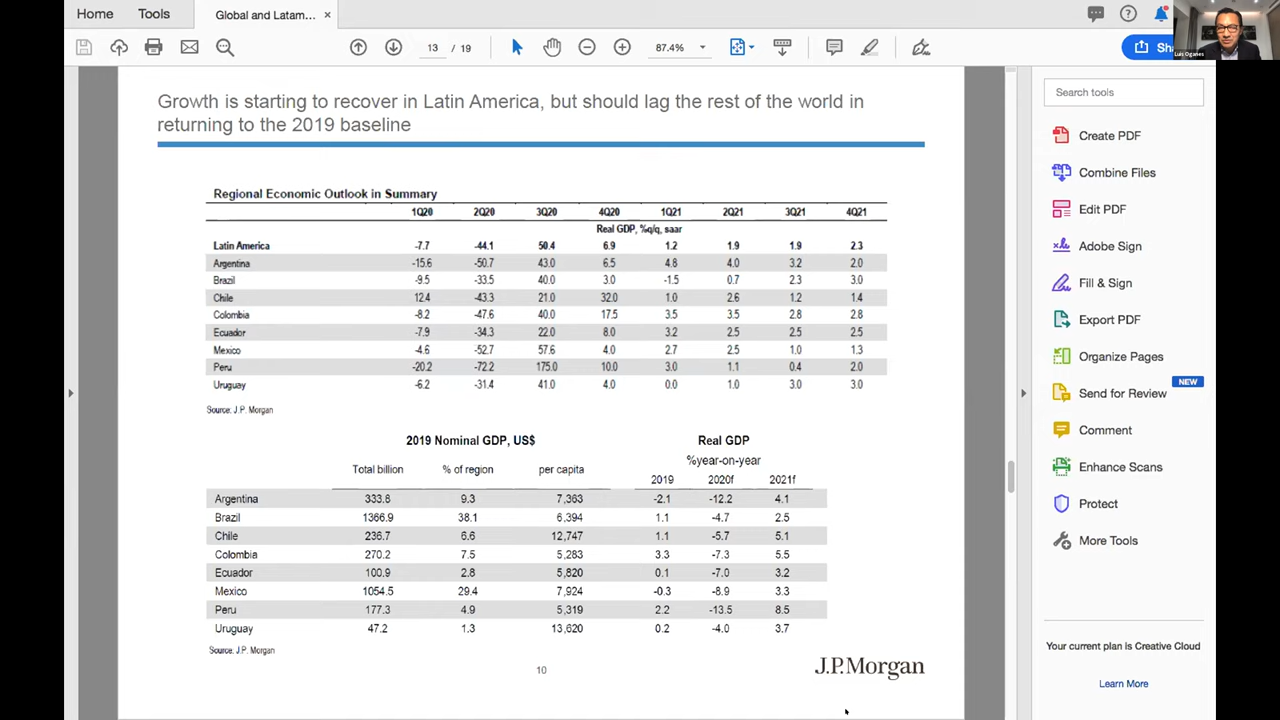 Home Tools Global and Latam... ×
13 / 19 87.4%
Luis Oganes
Sha
Growth is starting to recover in Latin America, but should lag the rest of the world in
returning to the 2019 baseline
Regional Economic Outlook in Summary
1Q20 2Q20 3Q20 4Q20 1Q21 2Q21 3Q21 4Q21
Real GDP, %q/q, saar
Latin America -7.7 -44.1 50.4 6.9 1.2 1.9 1.9 2.3
Argentina -15.6 -50.7 43.0 6.5 4.8 4.0 3.2 2.0
Brazil -9.5 -33.5 40.0 3.0 -1.5 0.7 2.3 3.0
Chile 12.4 -43.3 21.0 32.0 1.0 2.6 1.2 1.4
Colombia -8.2 -47.6 40.0 17.5 3.5 3.5 2.8 2.8
Ecuador -7.9 -34.3 22.0 8.0 3.2 2.5 2.5 2.5
Mexico -4.6 -52.7 57.6 4.0 2.7 2.5 1.0 1.3
Peru -20.2 -72.2 175.0 10.0 3.0 1.1 0.4 2.0
Uruguay -6.2 -31.4 41.0 4.0 0.0 1.0 3.0 3.0
Source: J.P. Morgan
2019 Nominal GDP, US$ Real GDP
%year-on-year
Total billion % of region per capita 2019 2020f 2021f
Argentina 333.8 9.3 7,363 -2.1 -12.2 4.1
Brazil 1366.9 38.1 6,394 1.1 -4.7 2.5
Chile 236.7 6.6 12,747 1.1 -5.7 5.1
Colombia 270.2 7.5 5,283 3.3 -7.3 5.5
Ecuador 100.9 2.8 5,820 0.1 -7.0 3.2
Mexico 1054.5 29.4 7,924 -0.3 -8.9 3.3
Peru 177.3 4.9 5,319 2.2 -13.5 8.5
Uruguay 47.2 1.3 13,620 0.2 -4.0 3.7
Source: J.P. Morgan
10
J.P.Morgan
Search tools
Create PDF
Combine Files
Edit PDF
Adobe Sign
Fill & Sign
Export PDF
Organize Pages
NEW
Send for Review
Comment
Enhance Scans
Protect
More Tools
Your current plan is Creative Cloud
Learn More